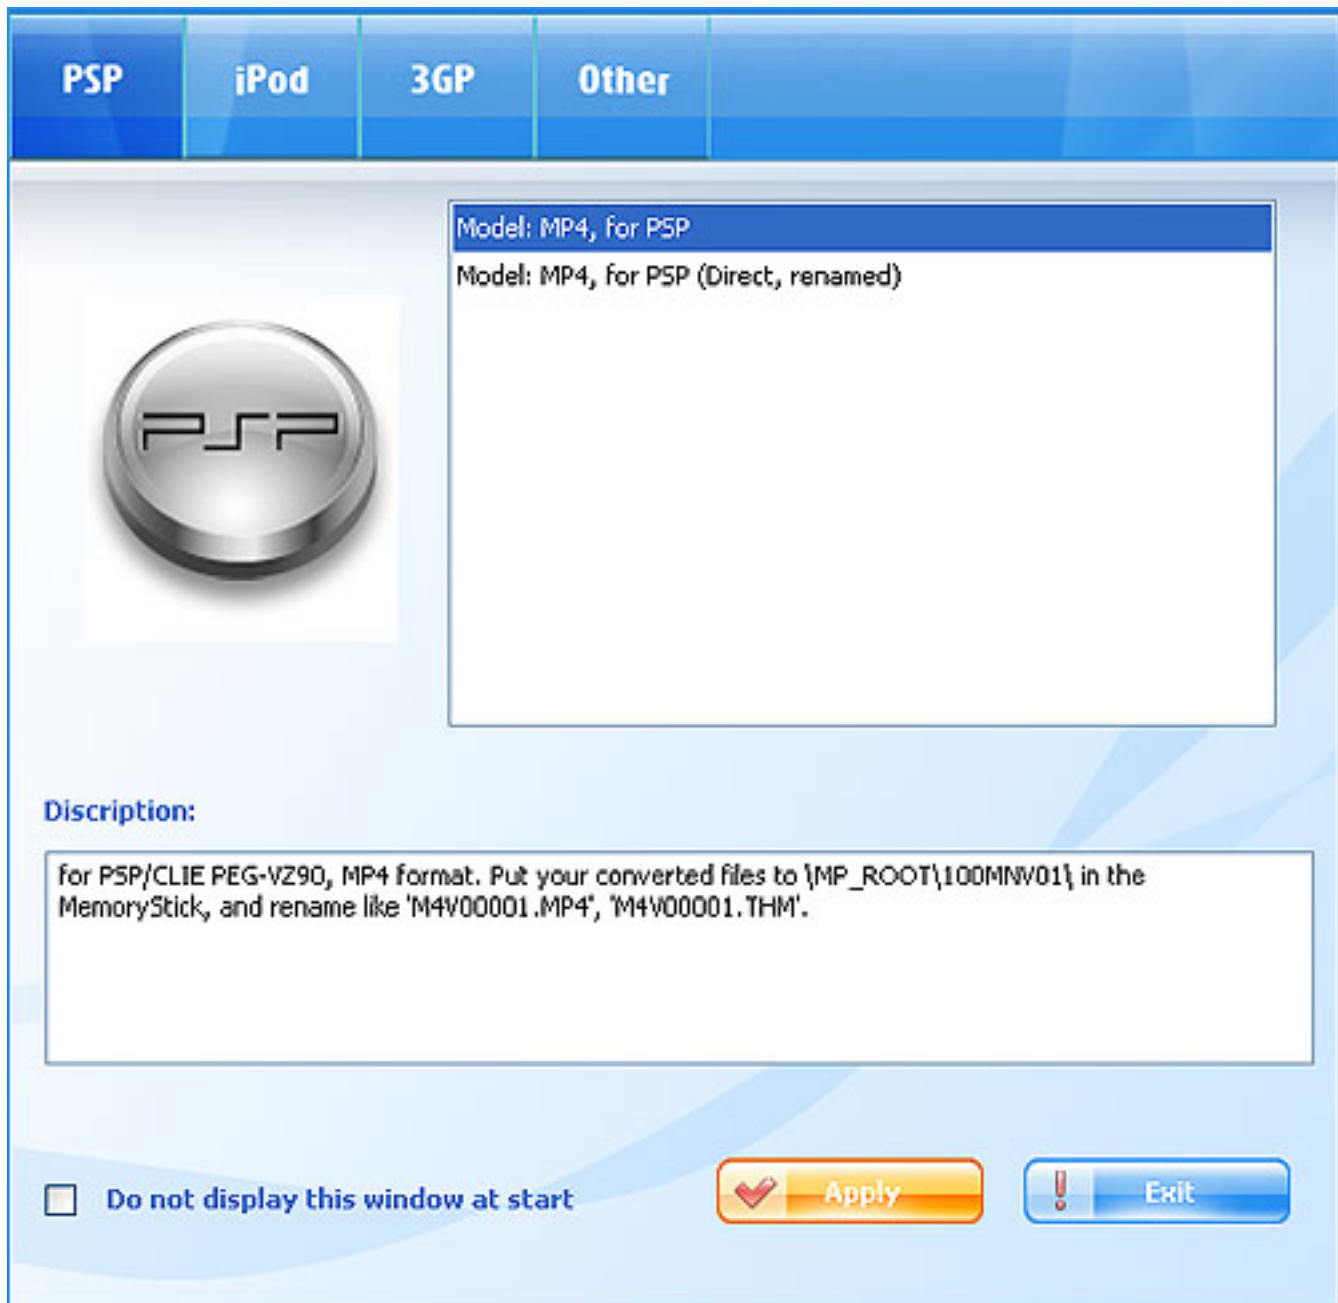 PSP iPod 3GP Other
Model: MP4, for PSP
Model: MP4, for PSP (Direct, renamed)
PSP
Discription:
for PSP/CLIE PEG-VZ90, MP4 format. Put your converted files to \MP_ROOT\100MNV01\ in the
MemoryStick, and rename like 'M4V00001.MP4', 'M4V00001.THM'.
Do not display this window at start
Apply
Exit